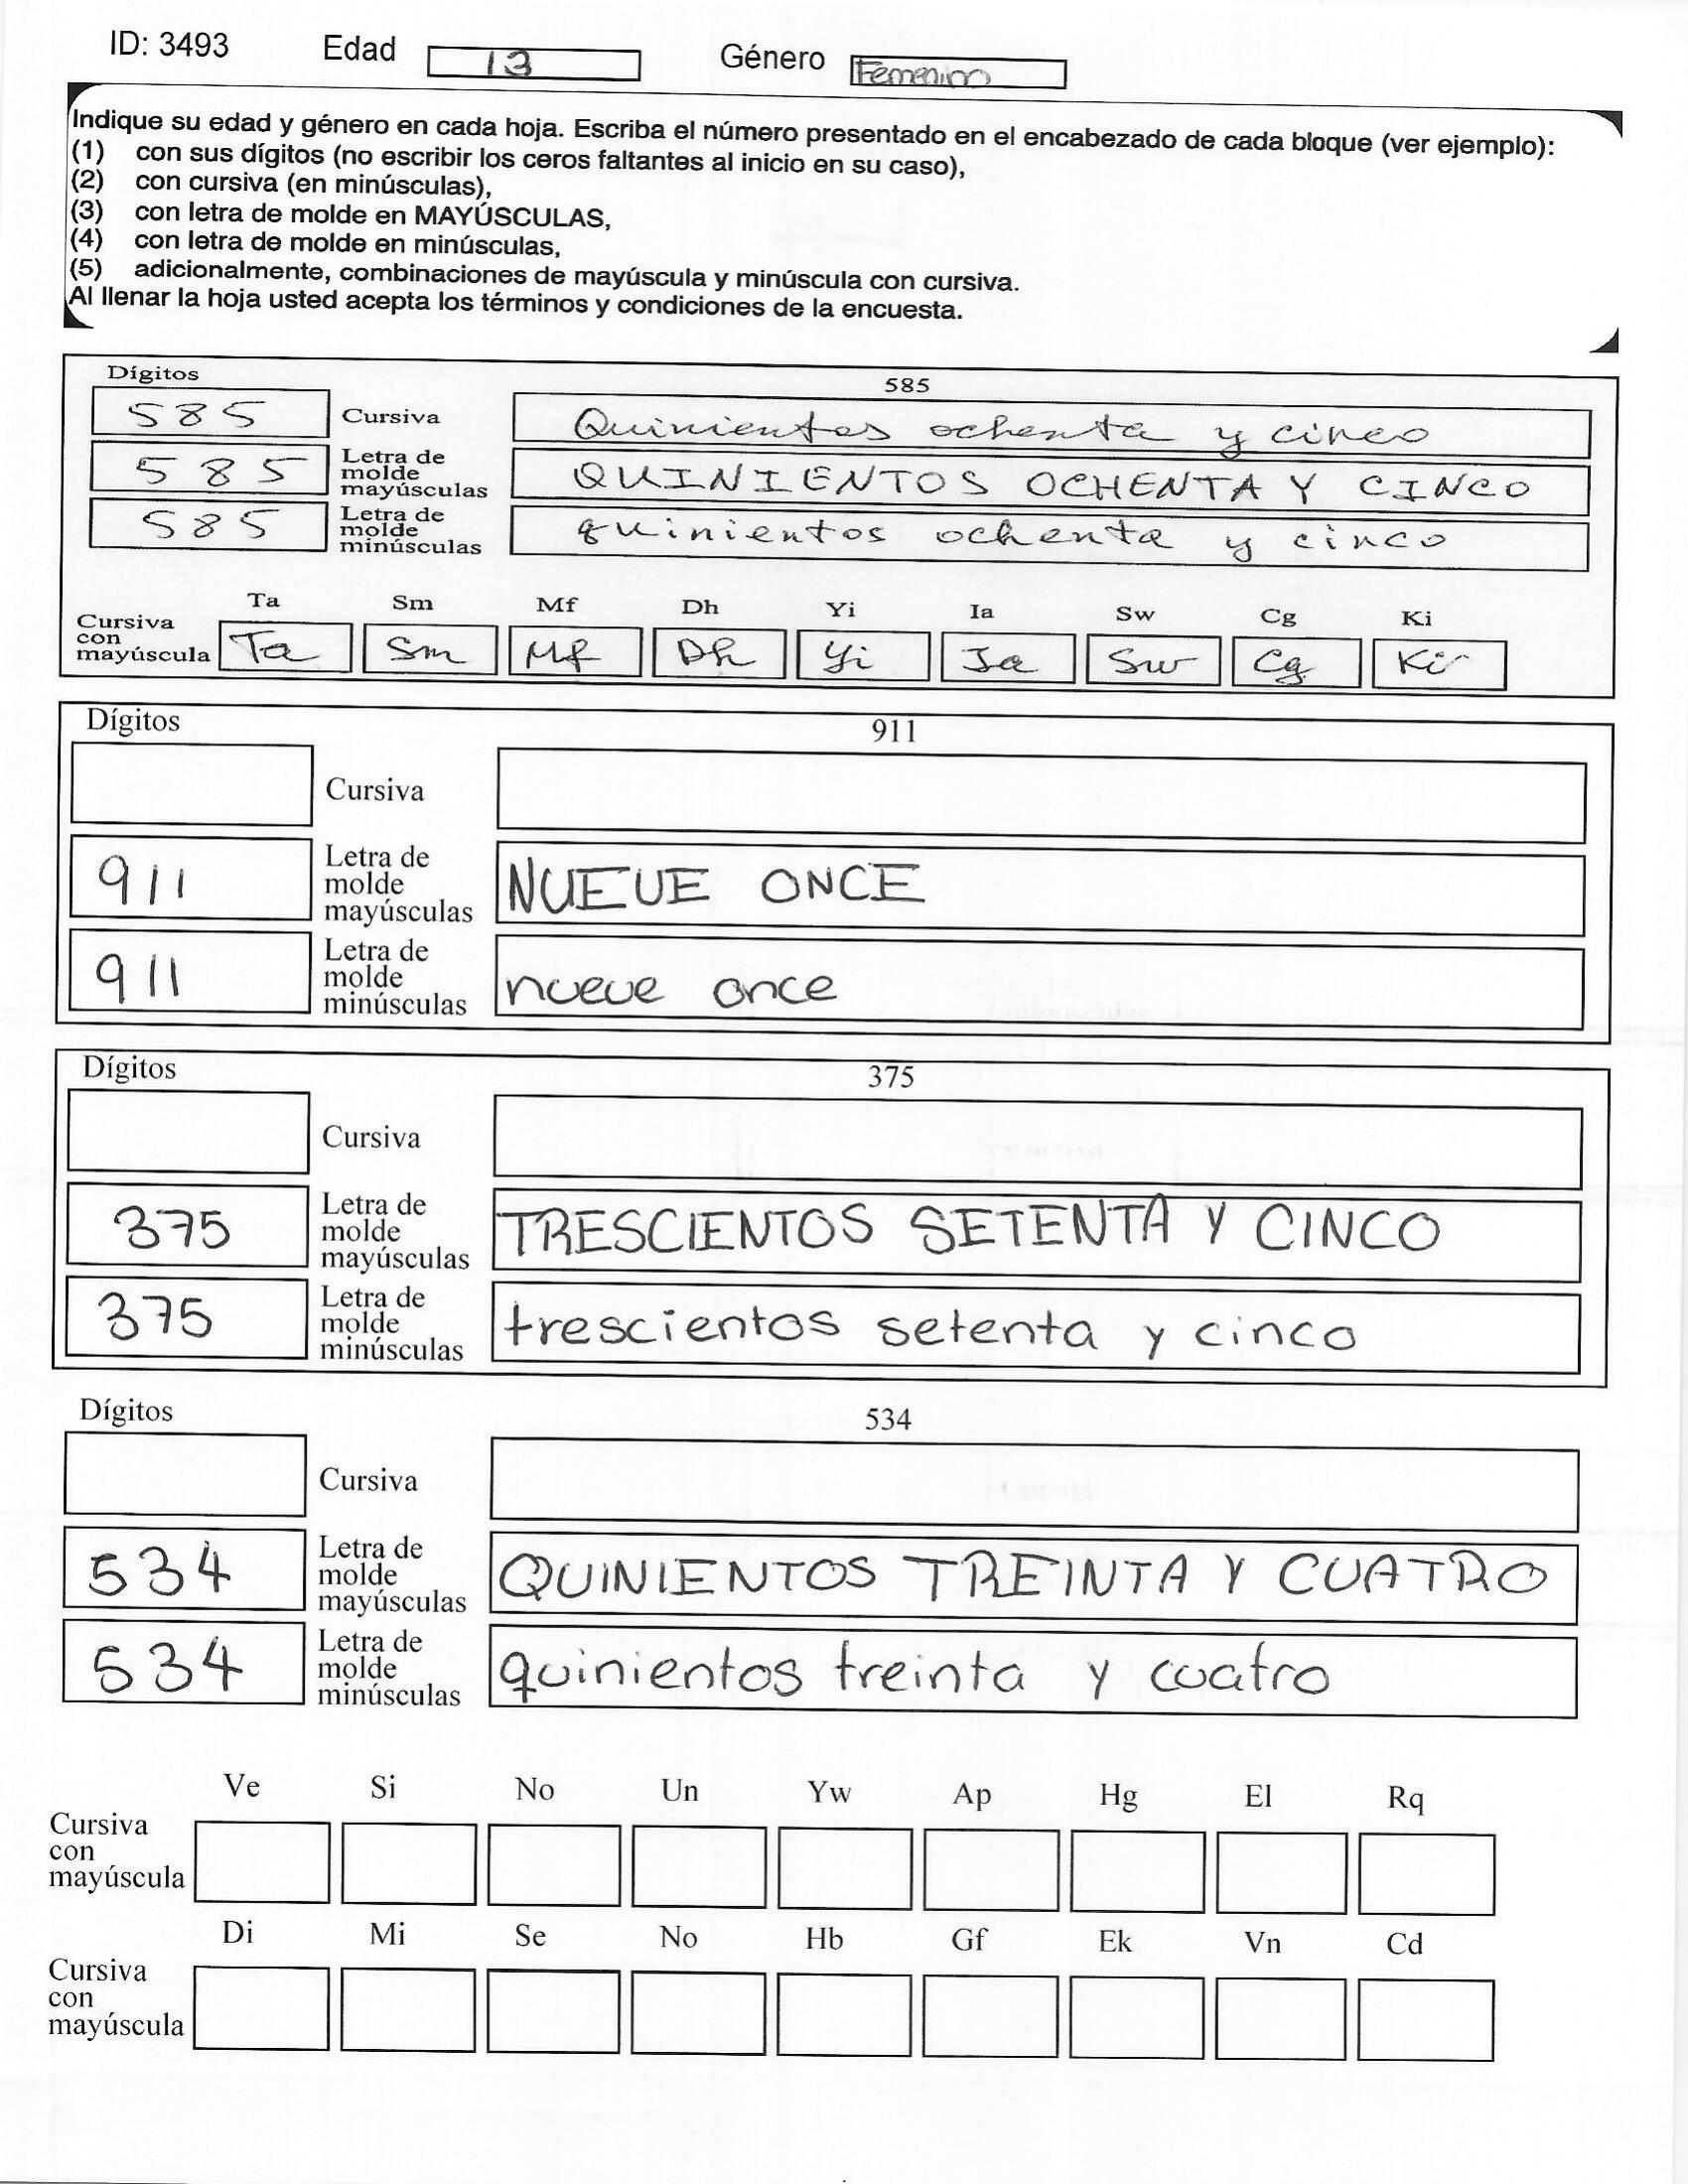 ID: 3493 Edad 13 Género Femenino
Indique su edad y género en cada hoja. Escriba el número presentado en el encabezado de cada bloque (ver ejemplo):
(1) con sus dígitos (no escribir los ceros faltantes al inicio en su caso),
(2) con cursiva (en minúsculas),
(3) con letra de molde en MAYÚSCULAS,
(4) con letra de molde en minúsculas,
(5) adicionalmente, combinaciones de mayúscula y minúscula con cursiva.
Al llenar la hoja usted acepta los términos y condiciones de la encuesta.
Dígitos 585
585 Cursiva Quinientos ochenta y cinco
585 Letra de molde mayúsculas QUINIENTOS OCHENTA Y CINCO
585 Letra de molde minúsculas quinientos ochenta y cinco
Ta Sm Mf Dh Yi Ia Sw Cg Ki
Cursiva con mayúscula Ta Sm Mf Dh Yi Ia Sw Cg Ki
Dígitos 911
Cursiva
911 Letra de molde mayúsculas NUEVE ONCE
911 Letra de molde minúsculas nueve once
Dígitos 375
Cursiva
375 Letra de molde mayúsculas TRESCIENTOS SETENTA Y CINCO
375 Letra de molde minúsculas trescientos setenta y cinco
Dígitos 534
Cursiva
534 Letra de molde mayúsculas QUINIENTOS TREINTA Y CUATRO
534 Letra de molde minúsculas quinientos treinta y cuatro
Ve Si No Un Yw Ap Hg El Rq
Cursiva con mayúscula
Di Mi Se No Hb Gf Ek Vn Cd
Cursiva con mayúscula